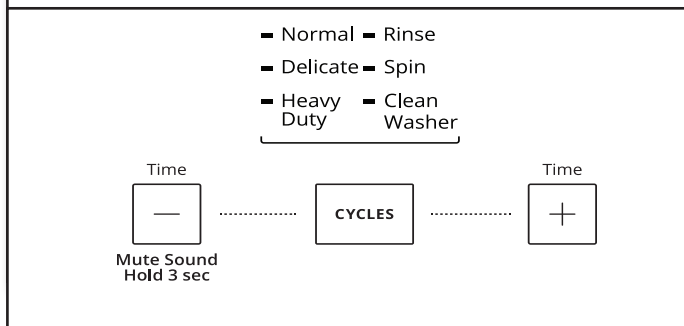 Normal Rinse
Delicate Spin
Heavy Duty Clean Washer
Time Time
— CYCLES +
Mute Sound
Hold 3 sec